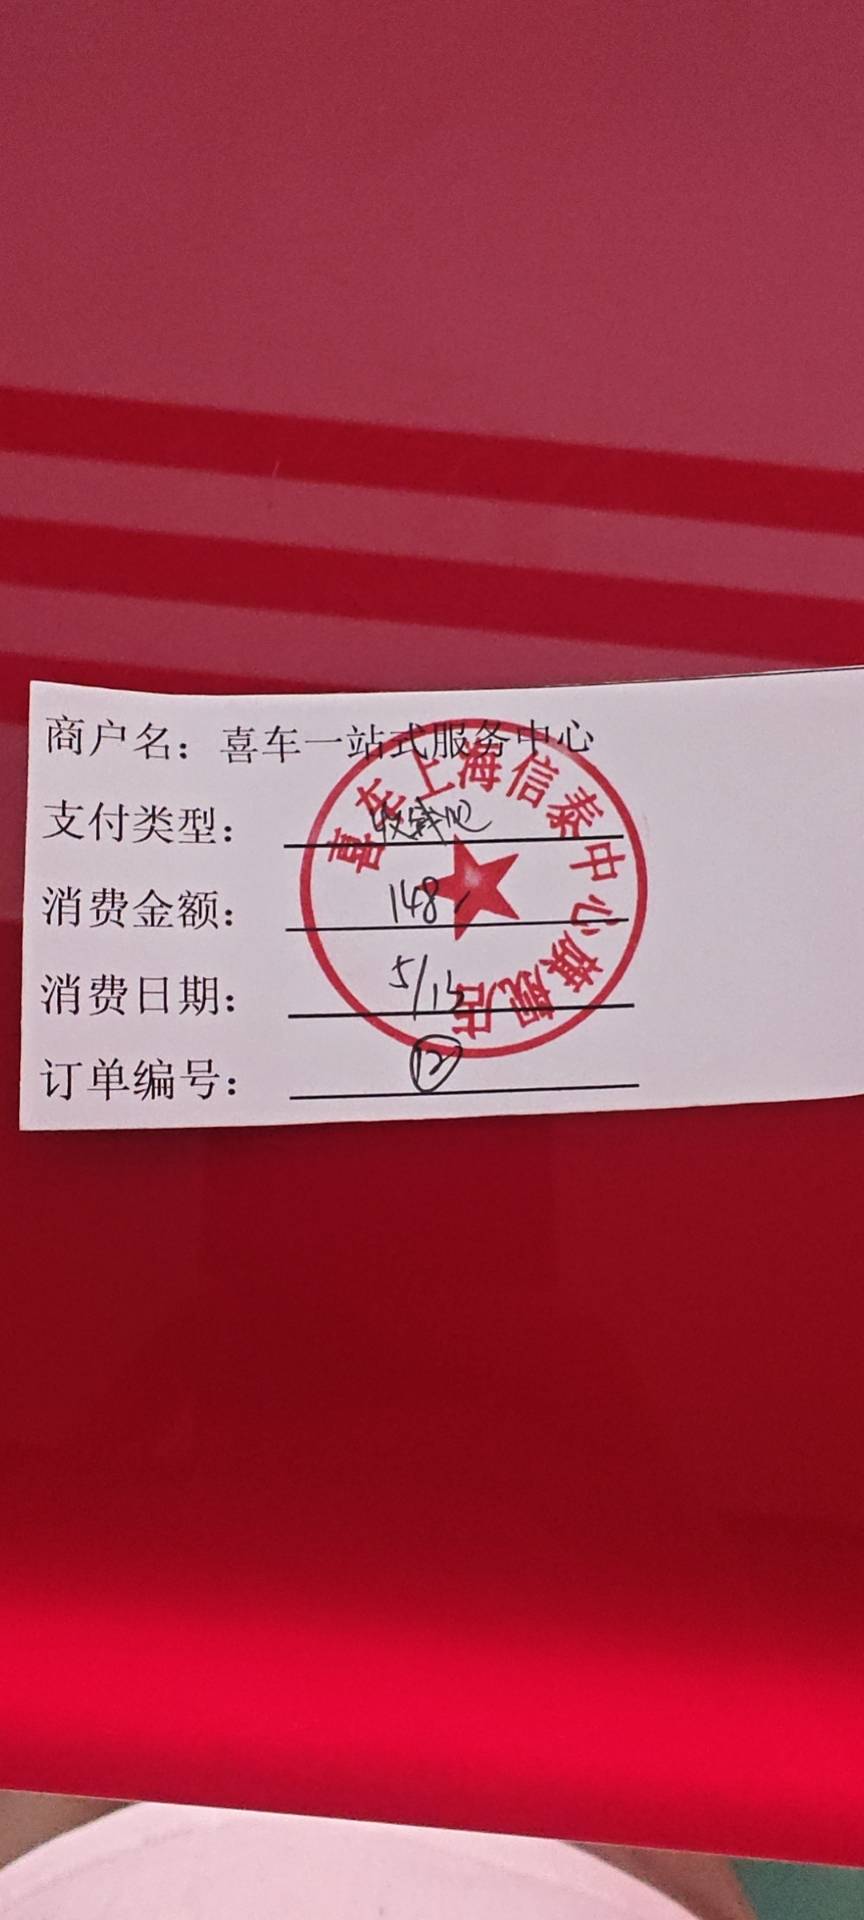 商户名：喜车一站式服务中心
支付类型：收钱吧
消费金额：148
消费日期：5/13
订单编号：⑫
喜车上海信泰中心旗舰店